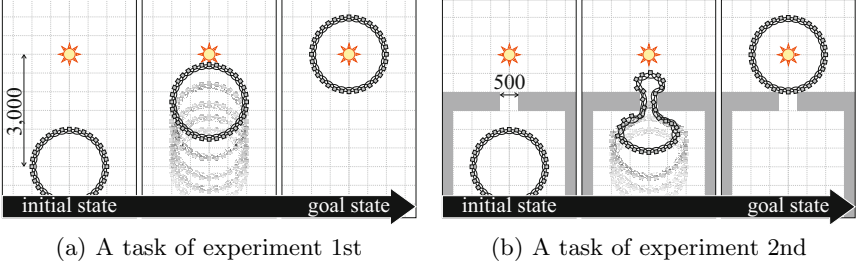 3,000
initial state
goal state
(a) A task of experiment 1st
500
initial state
goal state
(b) A task of experiment 2nd